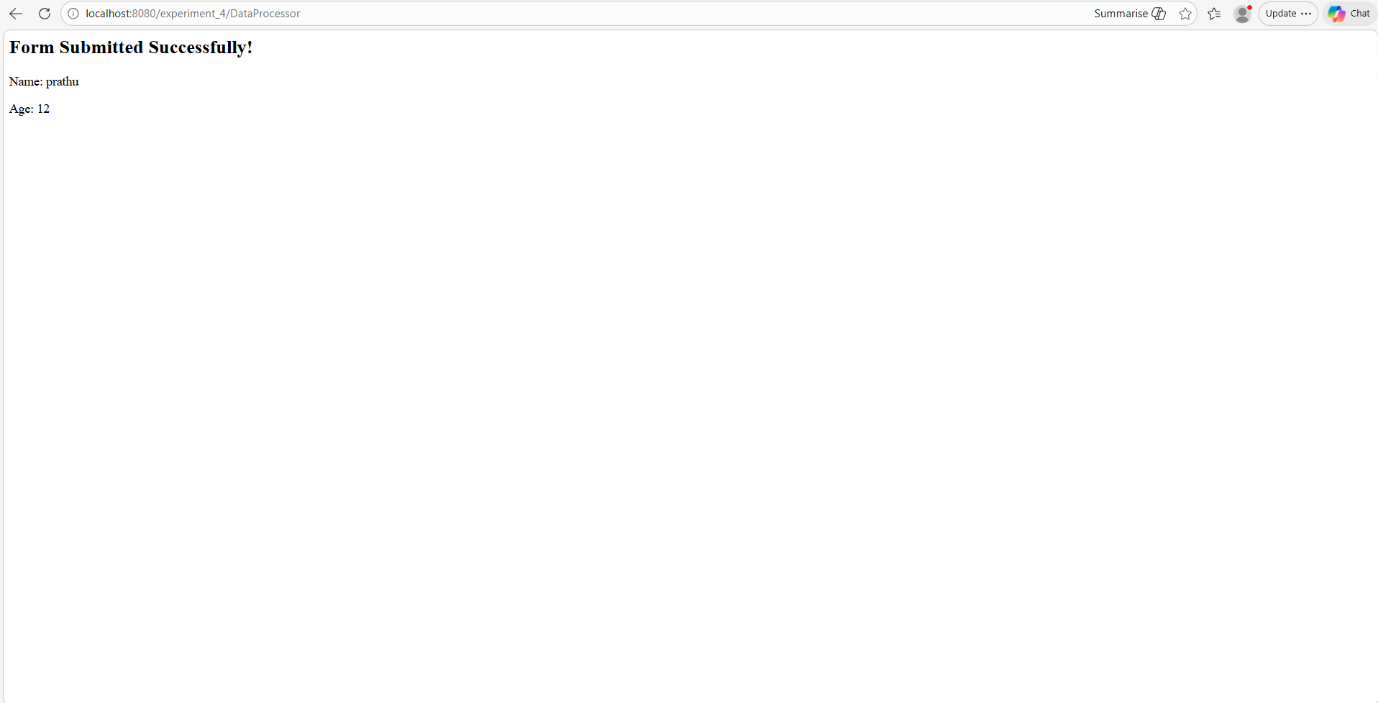 localhost:8080/experiment_4/DataProcessor Summarise Update Chat
Form Submitted Successfully!
Name: prathu
Age: 12